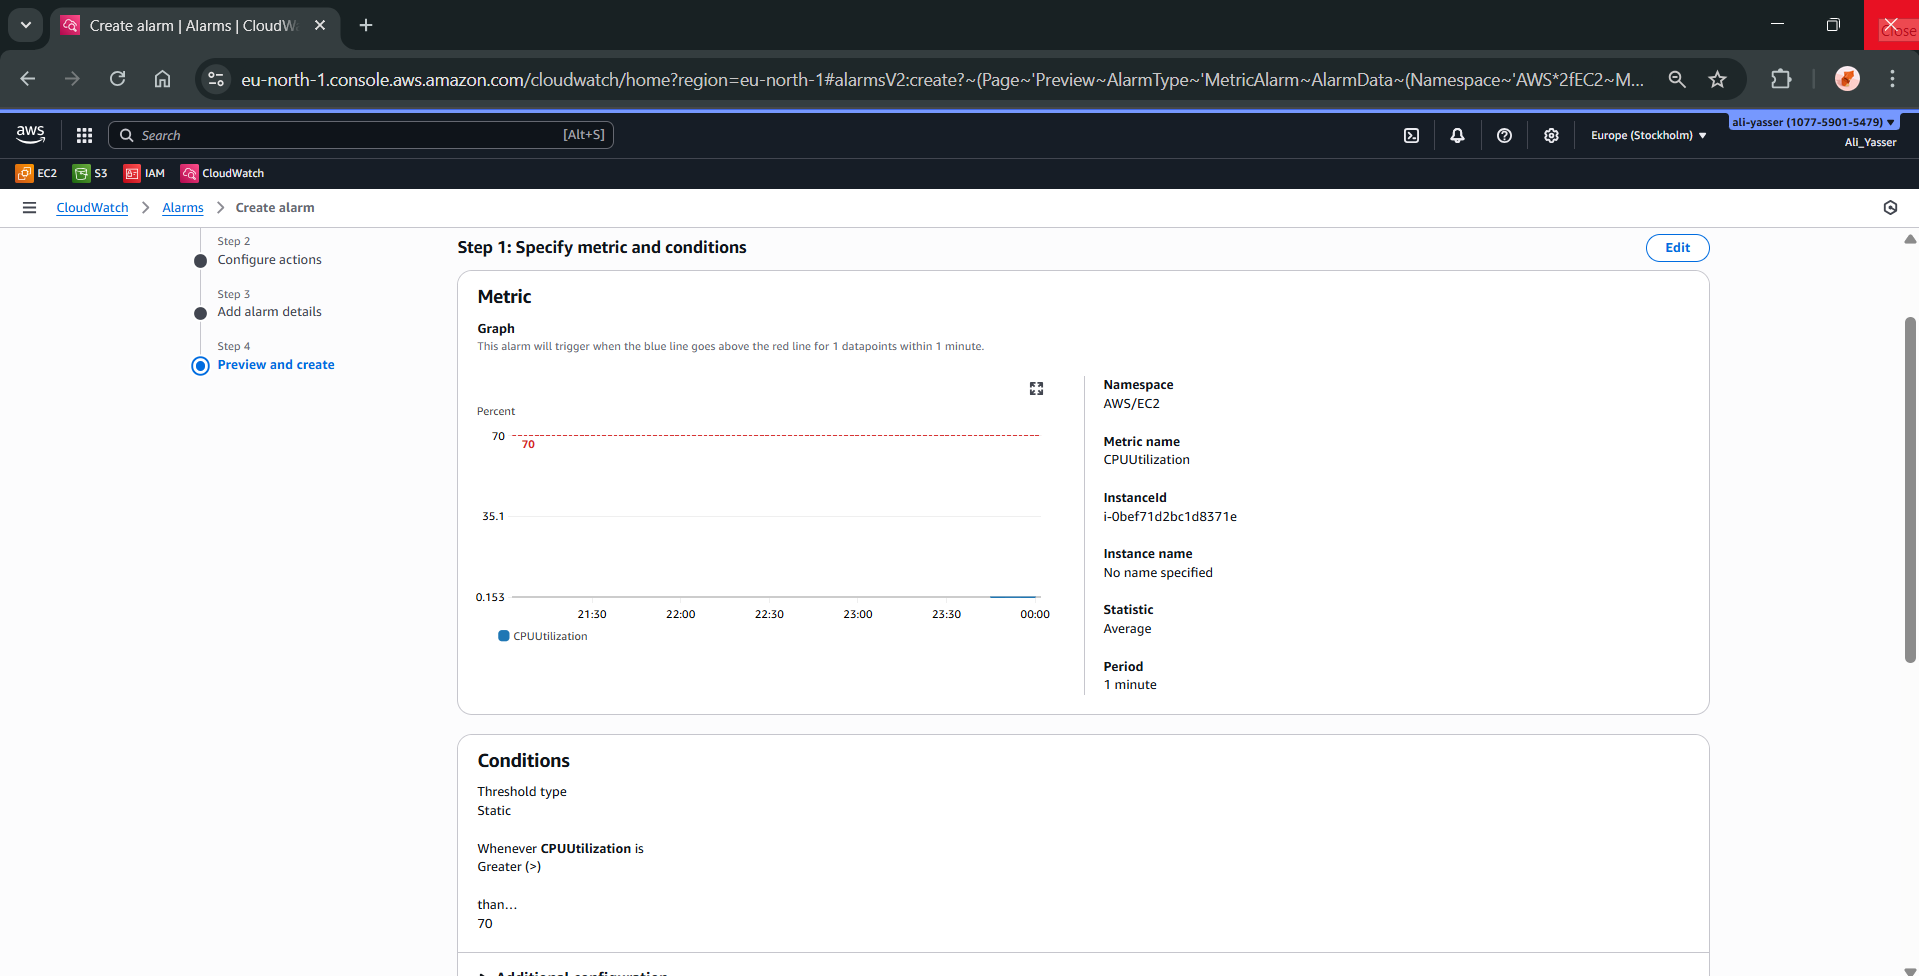 Create alarm | Alarms | CloudW
Close
eu-north-1.console.aws.amazon.com/cloudwatch/home?region=eu-north-1#alarmsV2:create?~(Page~'Preview~AlarmType~'MetricAlarm~AlarmData~(Namespace~'AWS*2fEC2~M...
aws
Search
[Alt+S]
Europe (Stockholm)
ali-yasser (1077-5901-5479)
Ali_Yasser
EC2
S3
IAM
CloudWatch
CloudWatch
Alarms
Create alarm
Step 2
Configure actions
Step 3
Add alarm details
Step 4
Preview and create
Step 1: Specify metric and conditions
Edit
Metric
Graph
This alarm will trigger when the blue line goes above the red line for 1 datapoints within 1 minute.
Percent
70
70
35.1
0.153
21:30
22:00
22:30
23:00
23:30
00:00
CPUUtilization
Namespace
AWS/EC2
Metric name
CPUUtilization
InstanceId
i-0bef71d2bc1d8371e
Instance name
No name specified
Statistic
Average
Period
1 minute
Conditions
Threshold type
Static
Whenever CPUUtilization is
Greater (>)
than...
70
Additional configuration